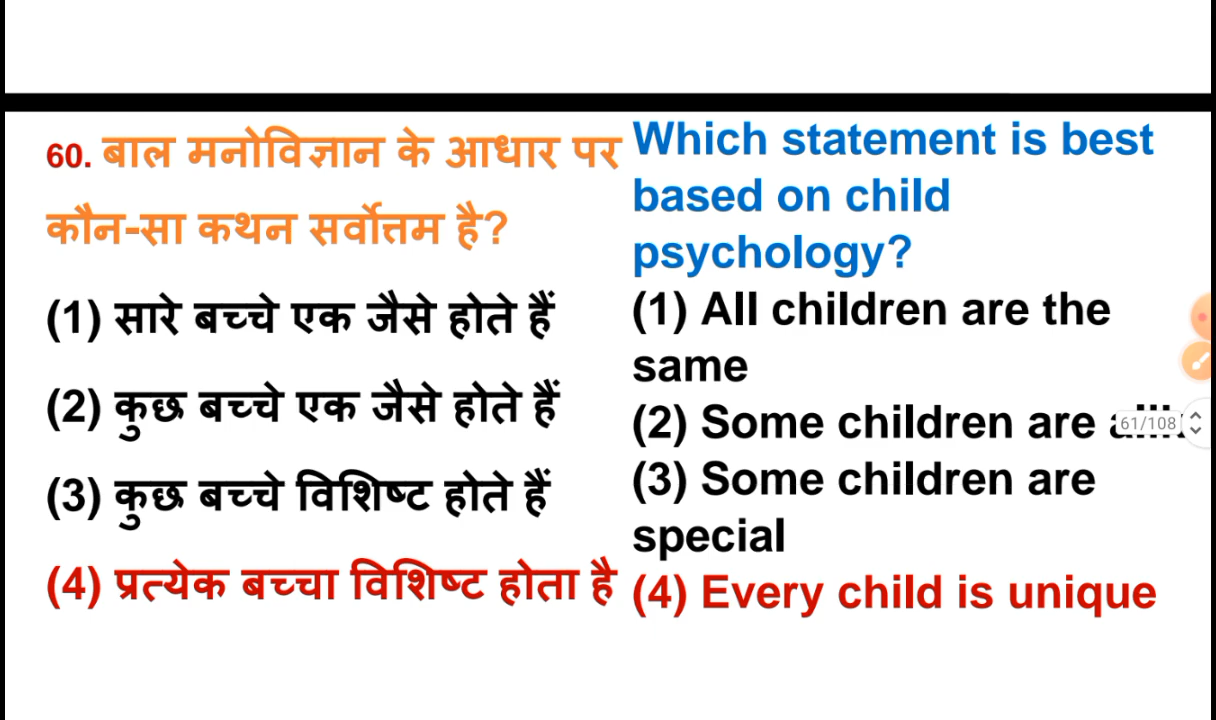 60. बाल मनोविज्ञान के आधार पर
कौन-सा कथन सर्वोत्तम है?
(1) सारे बच्चे एक जैसे होते हैं
(2) कुछ बच्चे एक जैसे होते हैं
(3) कुछ बच्चे विशिष्ट होते हैं
(4) प्रत्येक बच्चा विशिष्ट होता है
Which statement is best
based on child
psychology?
(1) All children are the
same
(2) Some children are
(3) Some children are
special
(4) Every child is unique
61/108